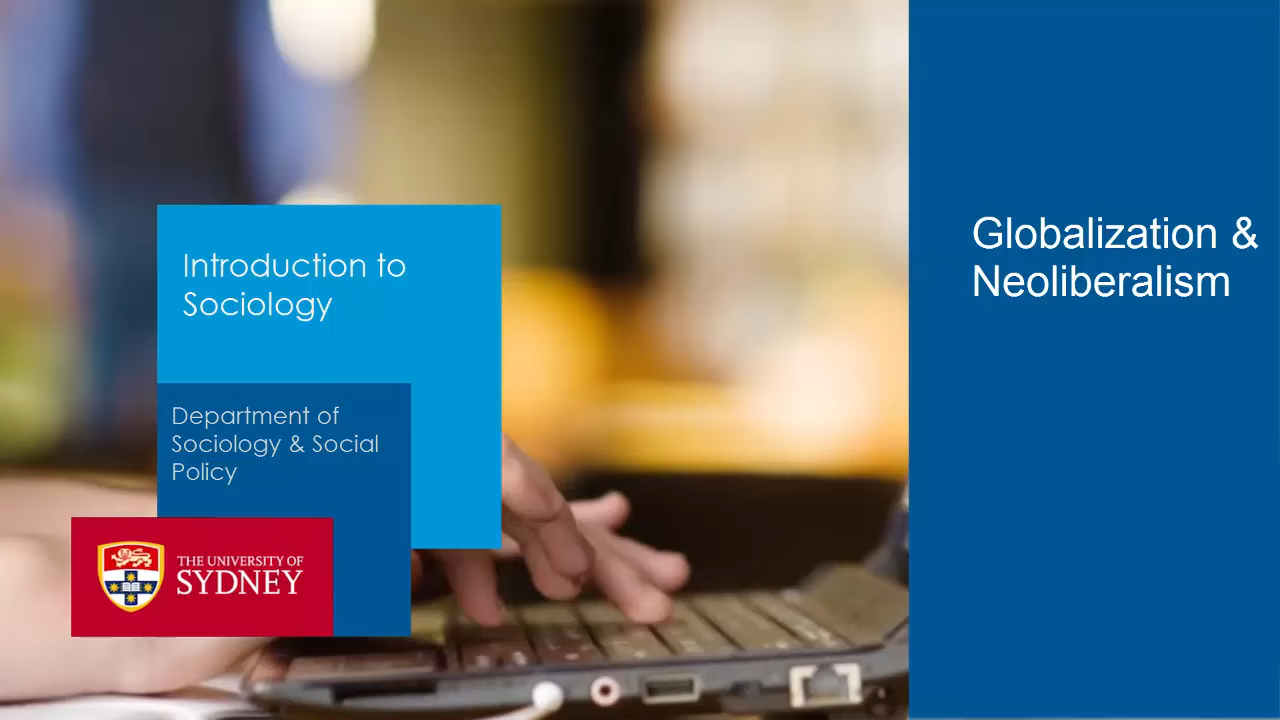 Introduction to
Sociology
Department of
Sociology & Social
Policy
THE UNIVERSITY OF
SYDNEY
Globalization &
Neoliberalism